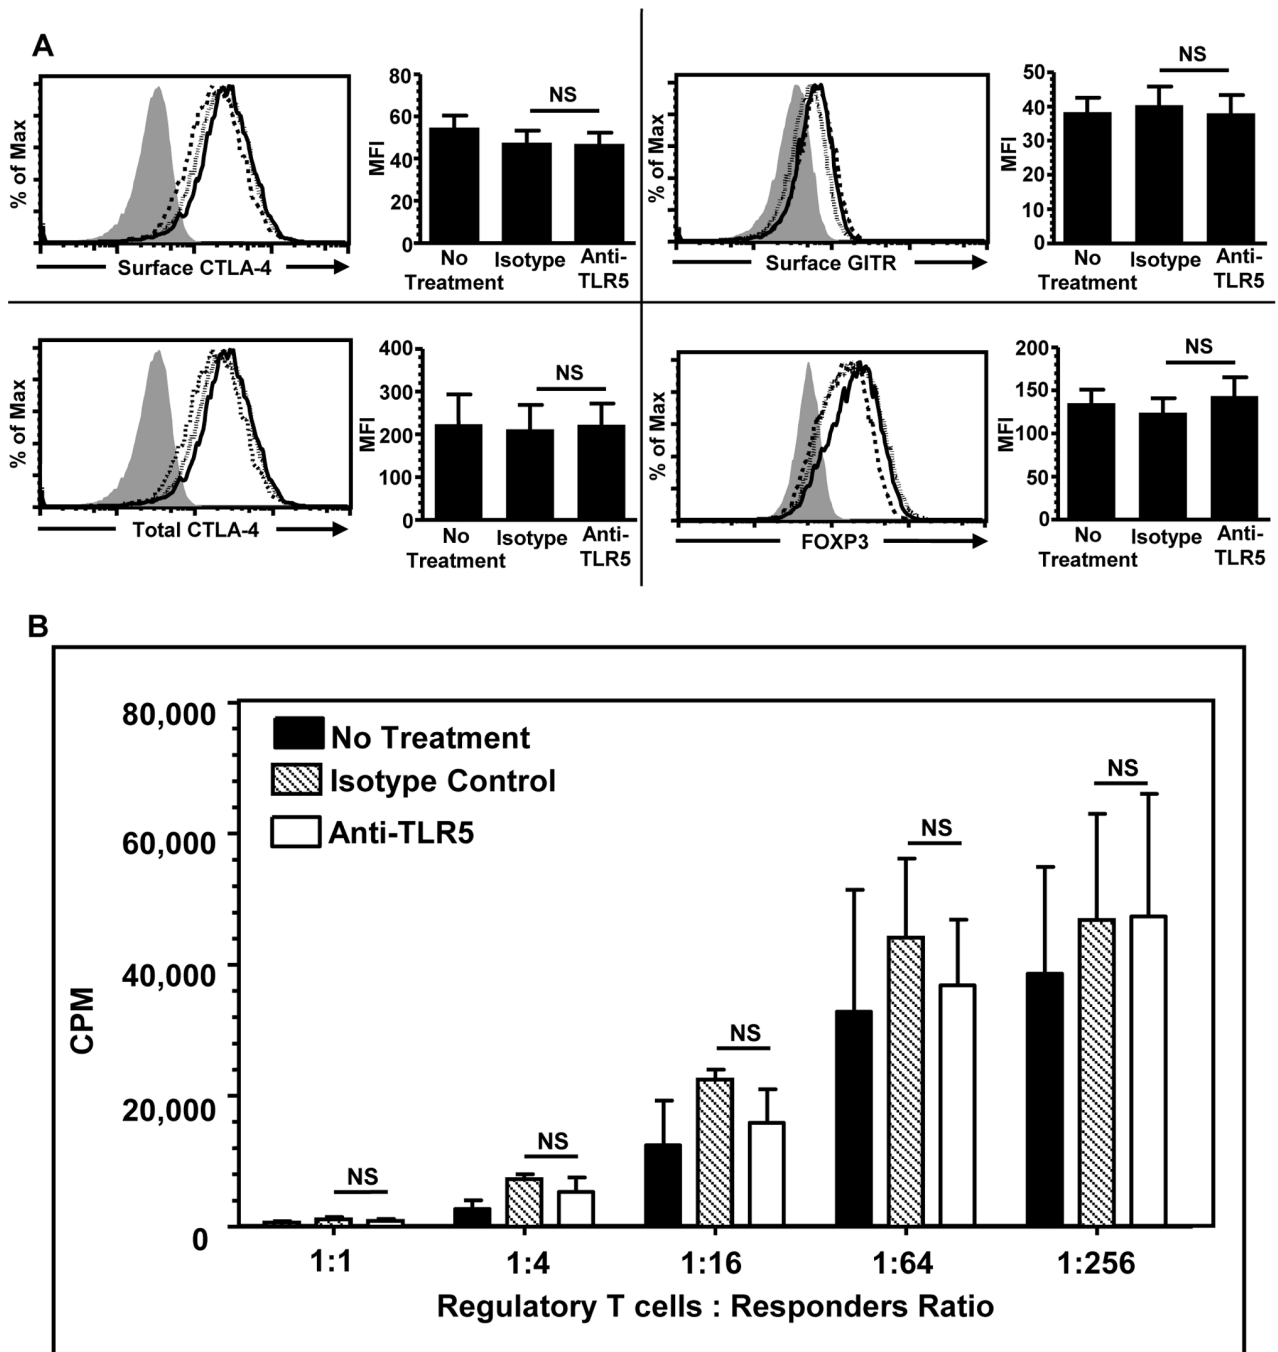 A
% of Max
Surface CTLA-4
MFI
80
60
40
20
0
NS
No Treatment
Isotype
Anti-TLR5
% of Max
Surface GITR
MFI
50
40
30
20
10
0
NS
No Treatment
Isotype
Anti-TLR5
% of Max
Total CTLA-4
MFI
400
300
200
100
0
NS
No Treatment
Isotype
Anti-TLR5
% of Max
FOXP3
MFI
200
150
100
50
0
NS
No Treatment
Isotype
Anti-TLR5
B
CPM
80,000
60,000
40,000
20,000
0
No Treatment
Isotype Control
Anti-TLR5
NS
NS
NS
NS
NS
1:1
1:4
1:16
1:64
1:256
Regulatory T cells : Responders Ratio